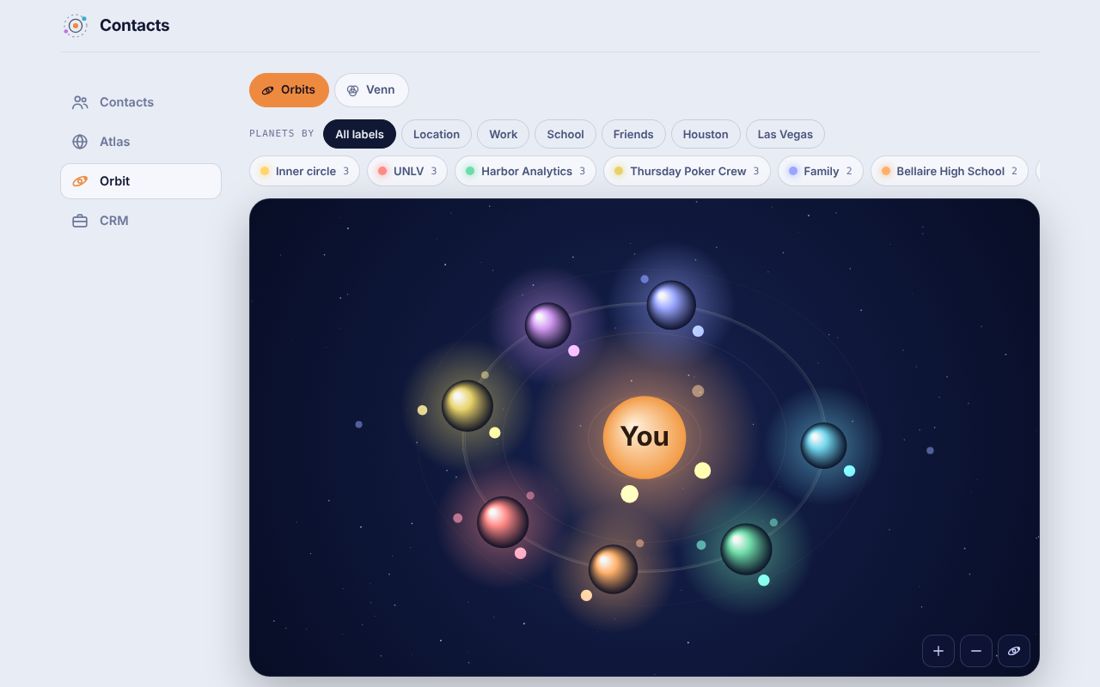 Contacts
Contacts
Atlas
Orbit
CRM
Orbits Venn
PLANETS BY All labels Location Work School Friends Houston Las Vegas
Inner circle 3 UNLV 3 Harbor Analytics 3 Thursday Poker Crew 3 Family 2 Bellaire High School 2
You